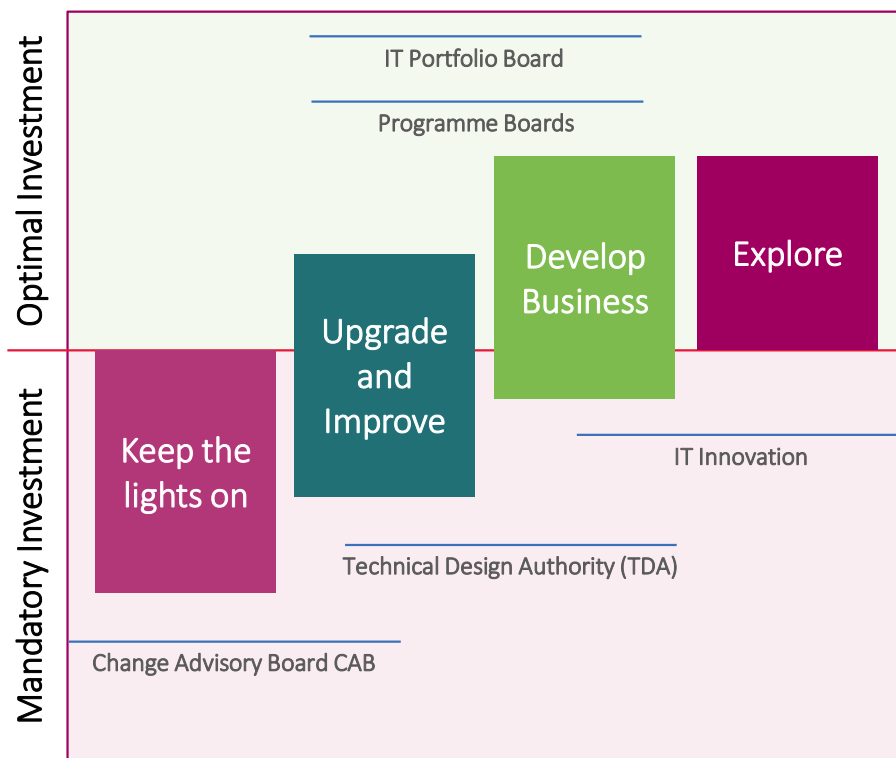 Optimal Investment
IT Portfolio Board
Programme Boards
Develop
Business
Explore
Upgrade
and
Improve
Mandatory Investment
Keep the
lights on
IT Innovation
Technical Design Authority (TDA)
Change Advisory Board CAB